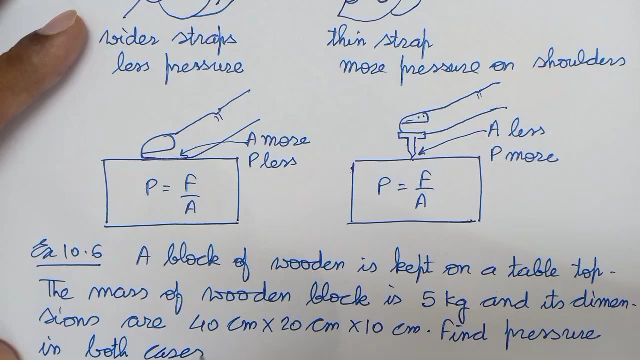 wider straps
less pressure
thin strap
more pressure on shoulders
A more
P less
P = F/A
A less
P more
P = F/A
Ex 10.6 A block of wooden is kept on a table top.
The mass of wooden block is 5 kg and its dimen-
sions are 40 cm × 20 cm × 10 cm. Find pressure
in both cases